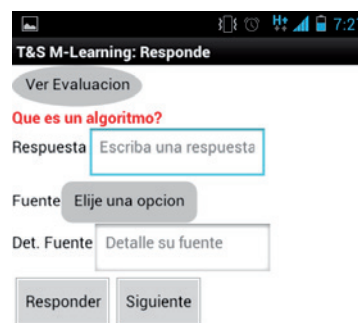 H+ 7:27
T&S M-Learning: Responde
Ver Evaluacion
Que es un algoritmo?
Respuesta Escriba una respuesta
Fuente Elije una opcion
Det. Fuente Detalle su fuente
Responder Siguiente